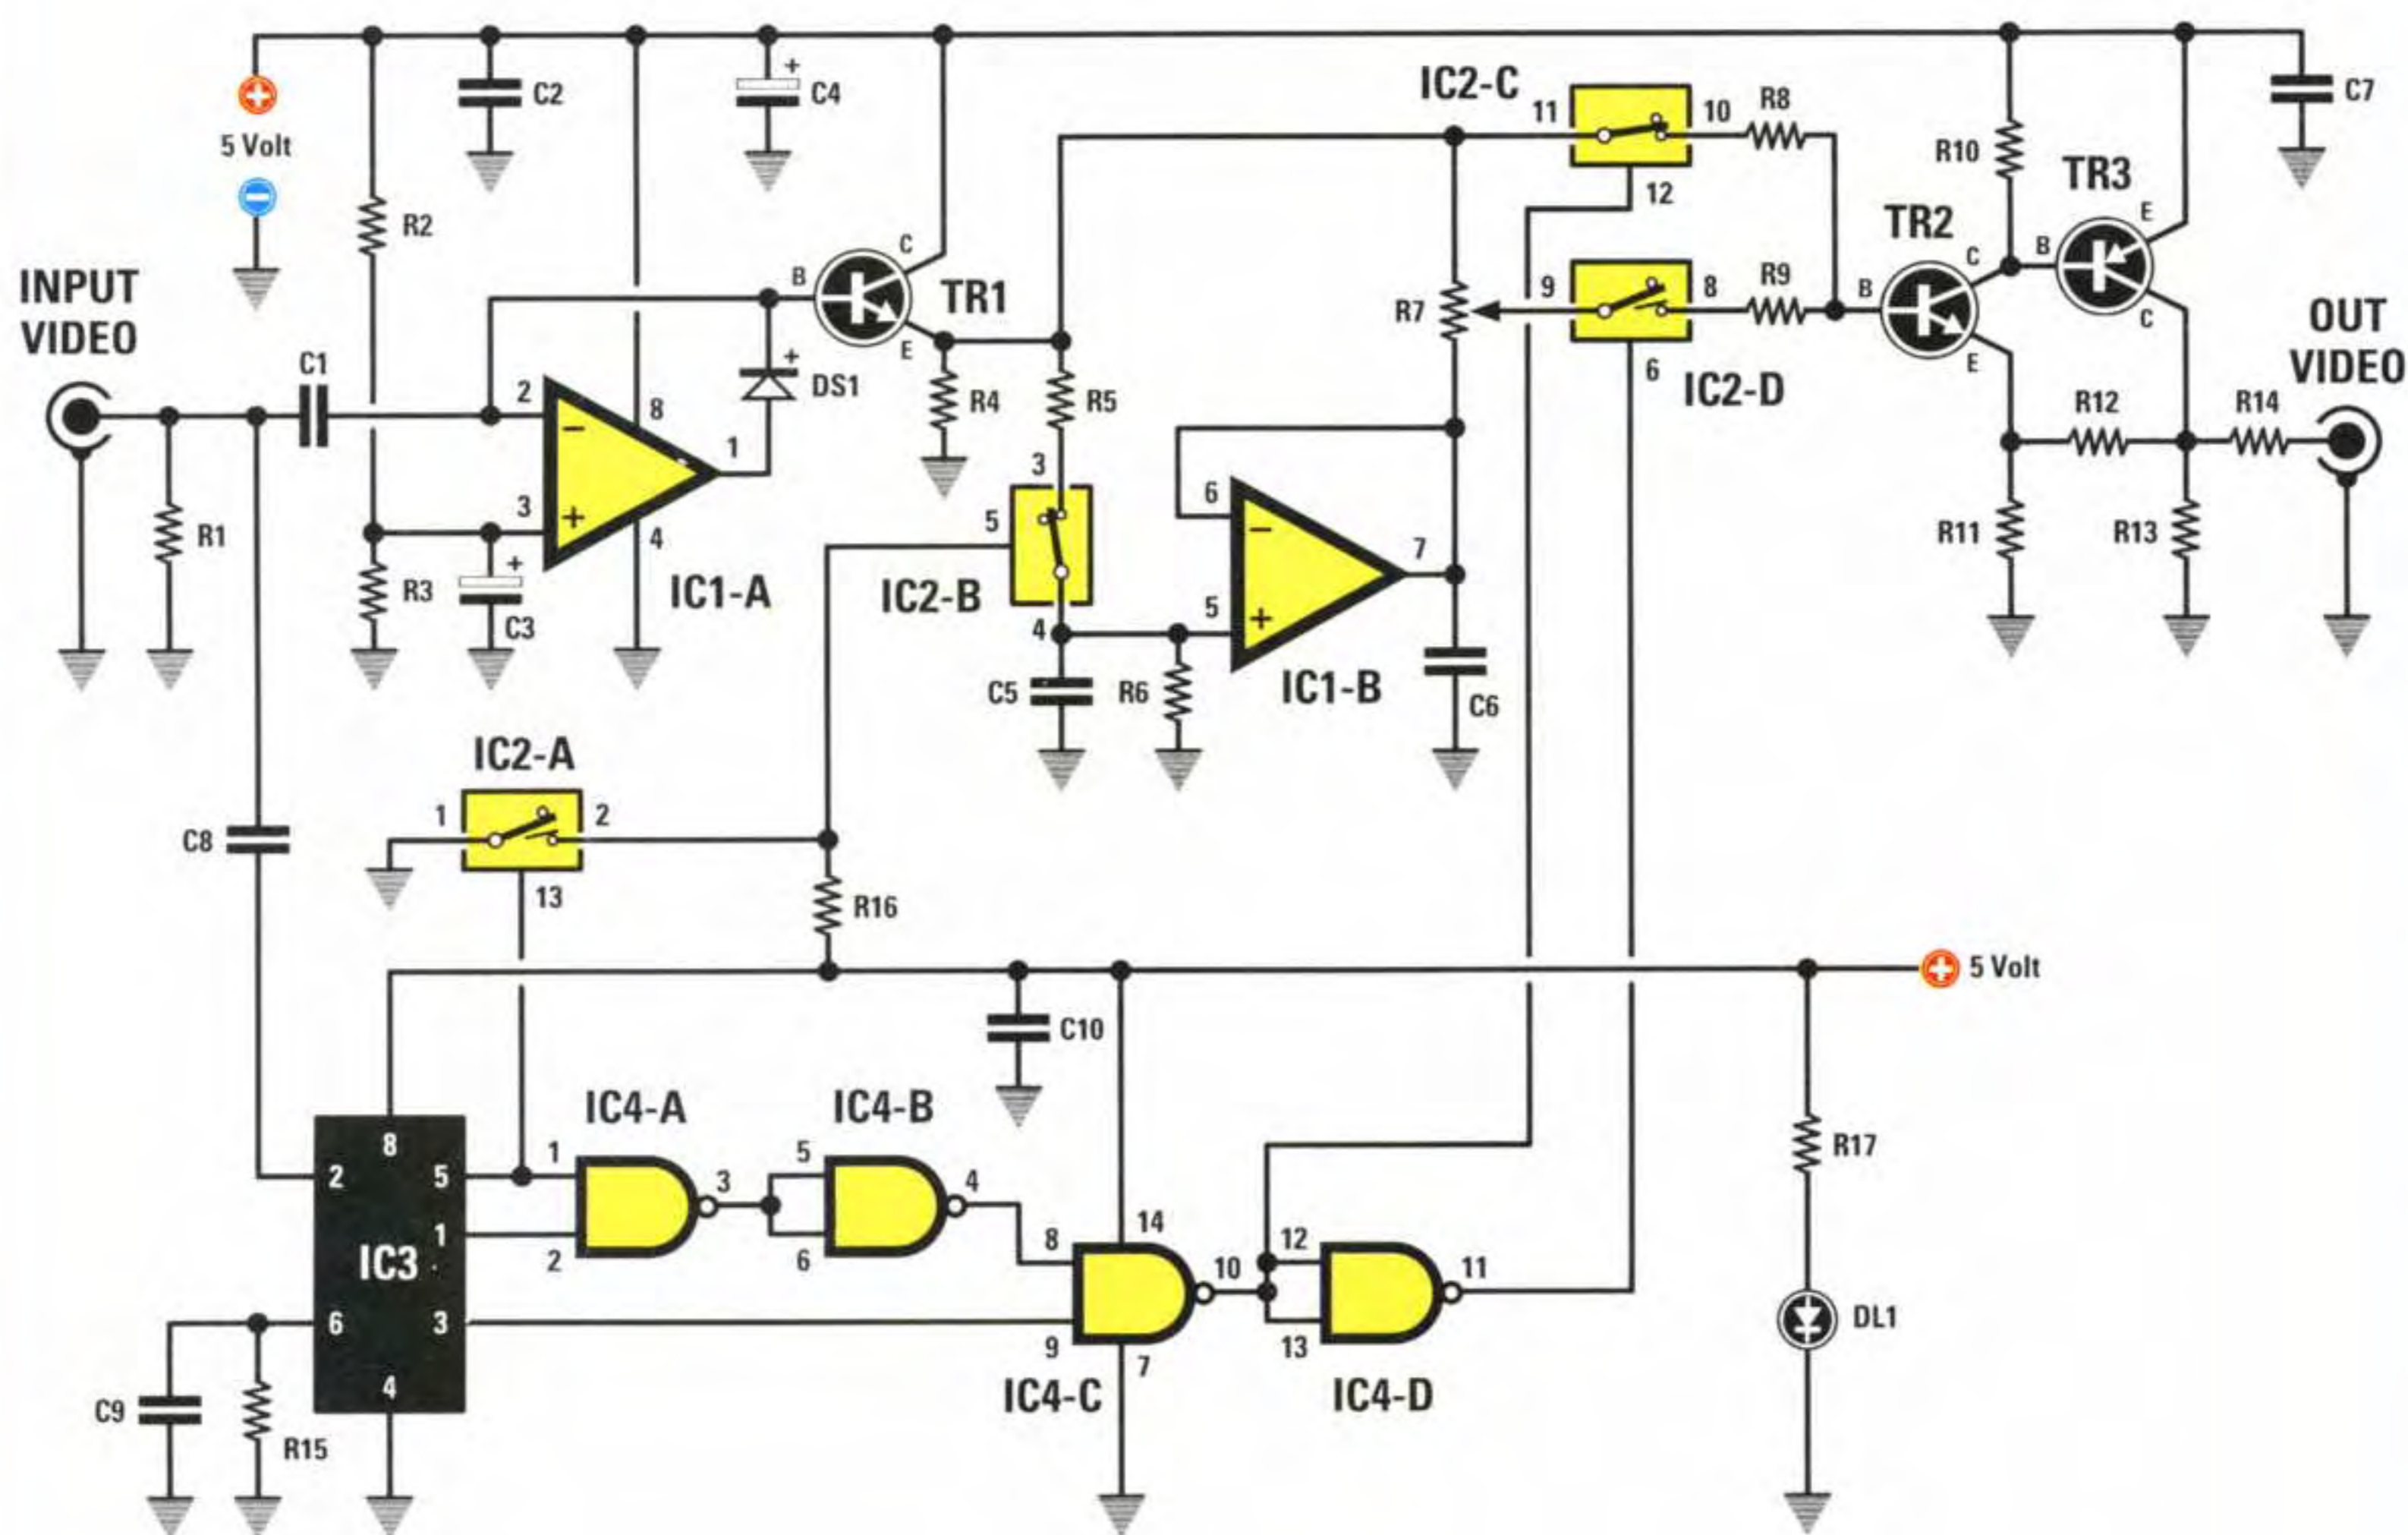 C2
+
C4
IC2-C
11
10
R8
C7
5 Volt
R2
R10
TR3
12
E
B
C
TR2
C
B
E
C
B
TR1
E
9
8
R9
R7
6
IC2-D
INPUT
VIDEO
OUT
VIDEO
C1
2
8
+
DS1
R4
R5
R12
R14
1
3
R1
3
+
4
5
6
7
R11
R13
R3
+
C3
IC1-A
IC2-B
4
5
+
C5
R6
IC1-B
C6
IC2-A
1
2
13
C8
R16
5 Volt
C10
IC4-A
IC4-B
8
2
5
1
3
5
4
R17
1
2
6
14
IC3
8
10
12
11
6
3
DL1
9
7
13
4
C9
R15
IC4-C
IC4-D